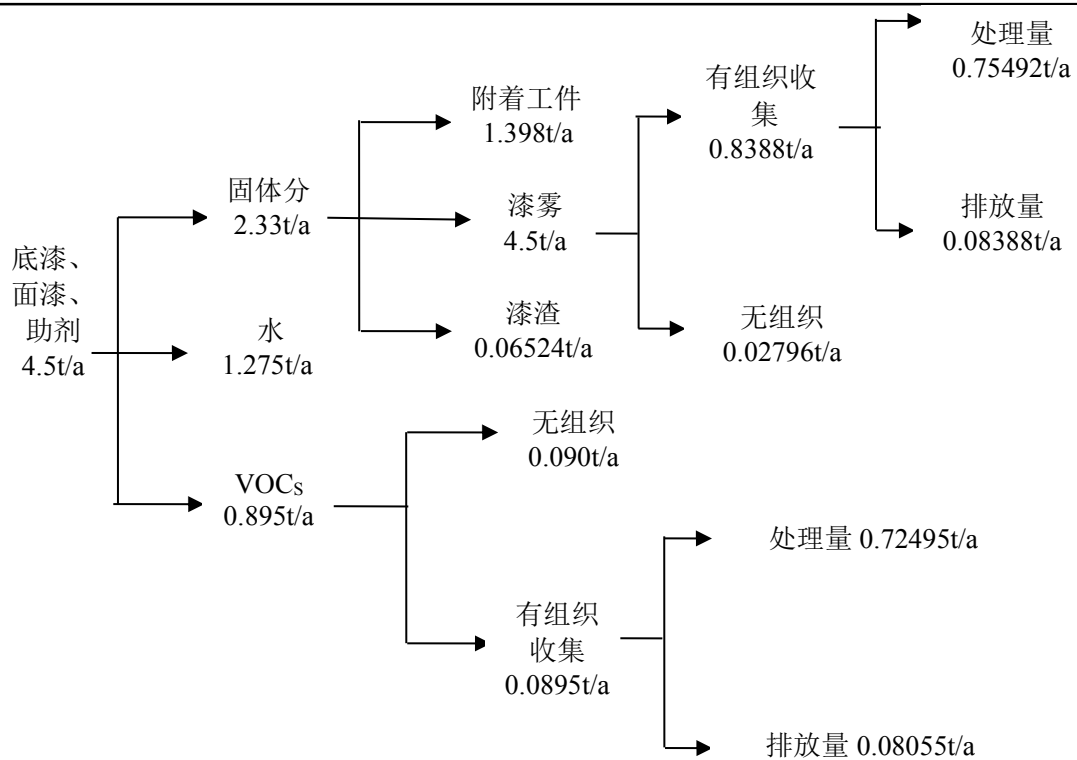 底漆、
面漆、
助剂
4.5t/a
固体分
2.33t/a
水
1.275t/a
VOCs
0.895t/a
附着工件
1.398t/a
漆雾
4.5t/a
漆渣
0.06524t/a
无组织
0.090t/a
有组织
收集
0.0895t/a
有组织收
集
0.8388t/a
无组织
0.02796t/a
处理量
0.75492t/a
排放量
0.08388t/a
处理量 0.72495t/a
排放量 0.08055t/a